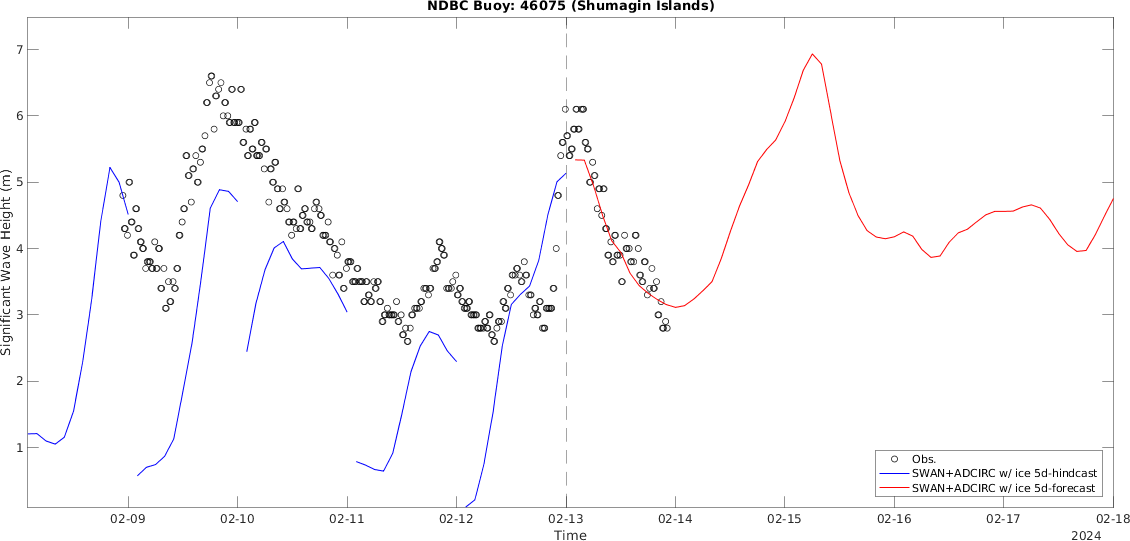 NDBC Buoy: 46075 (Shumagin Islands)
Significant Wave Height (m)
7
6
5
4
3
2
1
Obs.
SWAN+ADCIRC w/ ice 5d-hindcast
SWAN+ADCIRC w/ ice 5d-forecast
02-09 02-10 02-11 02-12 02-13 02-14 02-15 02-16 02-17 02-18
Time
2024